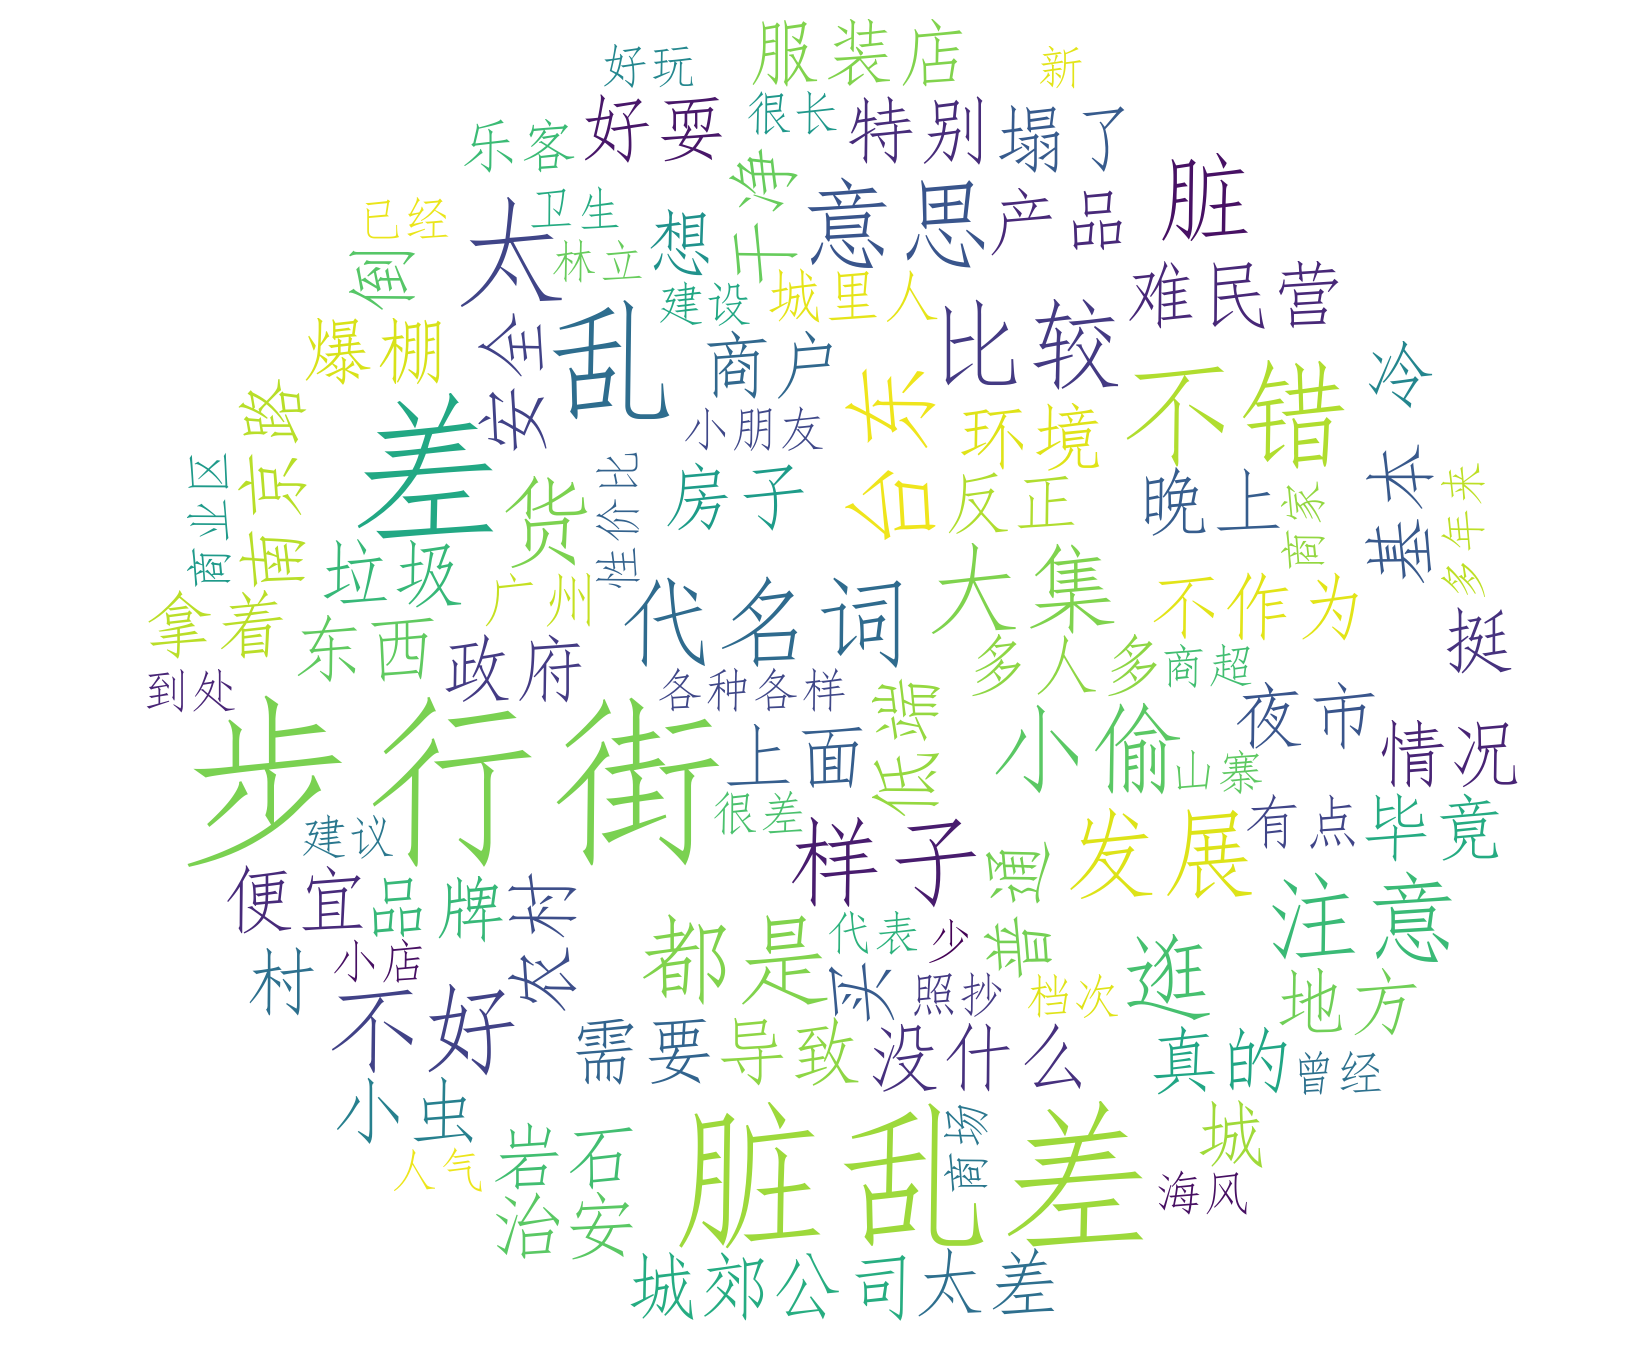 服装店
好玩
新
很长
好耍
特别
塌了
乐客
干净
脏
意思
卫生
产品
已经
太
想
林立
倒
难民营
城里人
建设
爆棚
安全
乱
商户
比较
不错
冷
台东
小朋友
环境
南京路
差
商业区
性价比
房子
反正
晚上
商家
基本
多年来
货
垃圾
广州
代名词
大集
不作为
拿着
东西
政府
挺
多人多
商超
到处
各种各样
低端
夜市
步行街
上面
小偷
山寨
情况
很差
建议
样子
发展
有点
毕竟
便宜
品牌
农村
普通
注意
代表
少
都是
小店
村
买
照抄
档次
逛
地方
不好
需要
导致
没什么
真的
曾经
小虫
脏乱差
商场
城
岩石
人气
海风
治安
城郊公司
太差